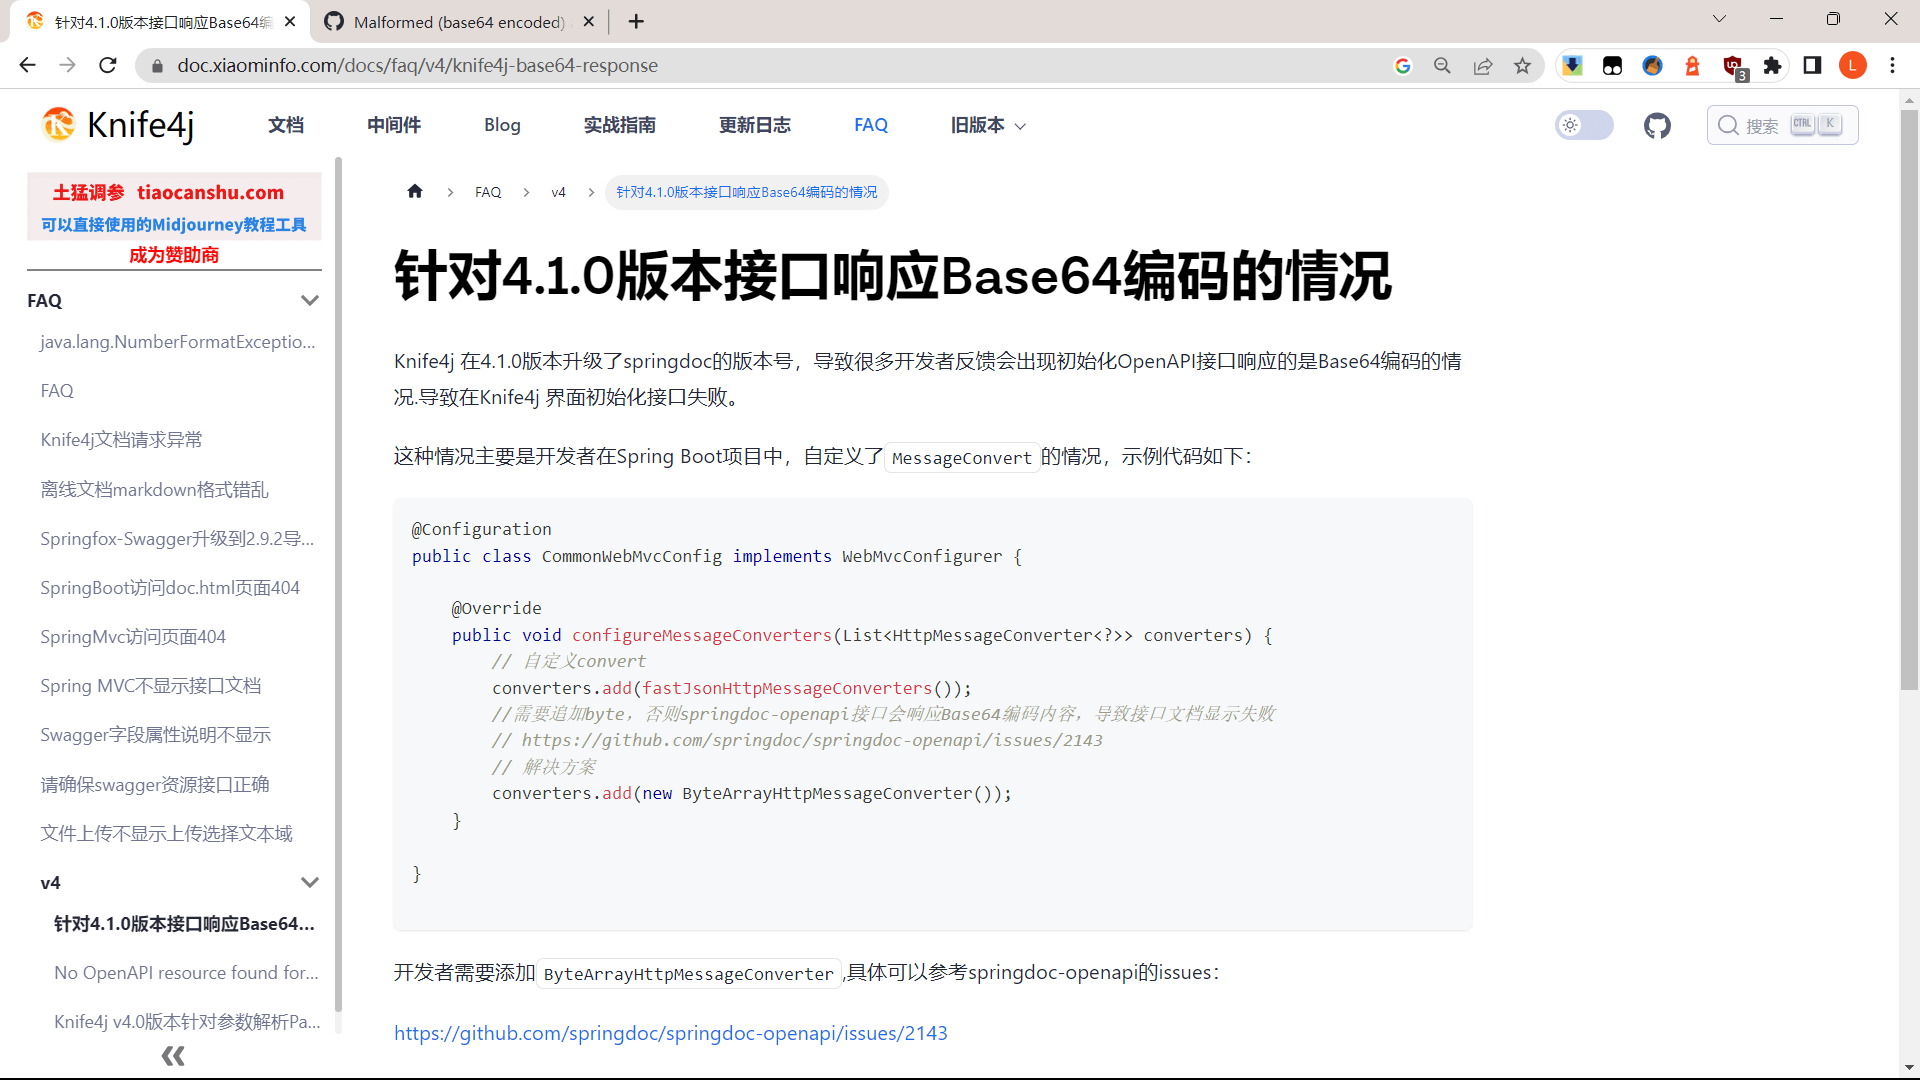 针对4.1.0版本接口响应Base64编
Malformed (base64 encoded)
doc.xiaominfo.com/docs/faq/v4/knife4j-base64-response
3
L
Knife4j
文档
中间件
Blog
实战指南
更新日志
FAQ
旧版本
搜索
CTRL
K
土猛调参 tiaocanshu.com
可以直接使用的Midjourney教程工具
成为赞助商
FAQ
java.lang.NumberFormatExceptio...
FAQ
Knife4j文档请求异常
离线文档markdown格式错乱
Springfox-Swagger升级到2.9.2导...
SpringBoot访问doc.html页面404
SpringMvc访问页面404
Spring MVC不显示接口文档
Swagger字段属性说明不显示
请确保swagger资源接口正确
文件上传不显示上传选择文本域
v4
针对4.1.0版本接口响应Base64...
No OpenAPI resource found for...
Knife4j v4.0版本针对参数解析Pa...
FAQ
v4
针对4.1.0版本接口响应Base64编码的情况
针对4.1.0版本接口响应Base64编码的情况
Knife4j 在4.1.0版本升级了springdoc的版本号，导致很多开发者反馈会出现初始化OpenAPI接口响应的是Base64编码的情
况.导致在Knife4j 界面初始化接口失败。
这种情况主要是开发者在Spring Boot项目中，自定义了MessageConvert的情况，示例代码如下：
@Configuration
public class CommonWebMvcConfig implements WebMvcConfigurer {
@Override
public void configureMessageConverters(List<HttpMessageConverter<?>> converters) {
// 自定义convert
converters.add(fastJsonHttpMessageConverters());
//需要追加byte，否则springdoc-openapi接口会响应Base64编码内容，导致接口文档显示失败
// https://github.com/springdoc/springdoc-openapi/issues/2143
// 解决方案
converters.add(new ByteArrayHttpMessageConverter());
}
}
开发者需要添加ByteArrayHttpMessageConverter,具体可以参考springdoc-openapi的issues：
https://github.com/springdoc/springdoc-openapi/issues/2143